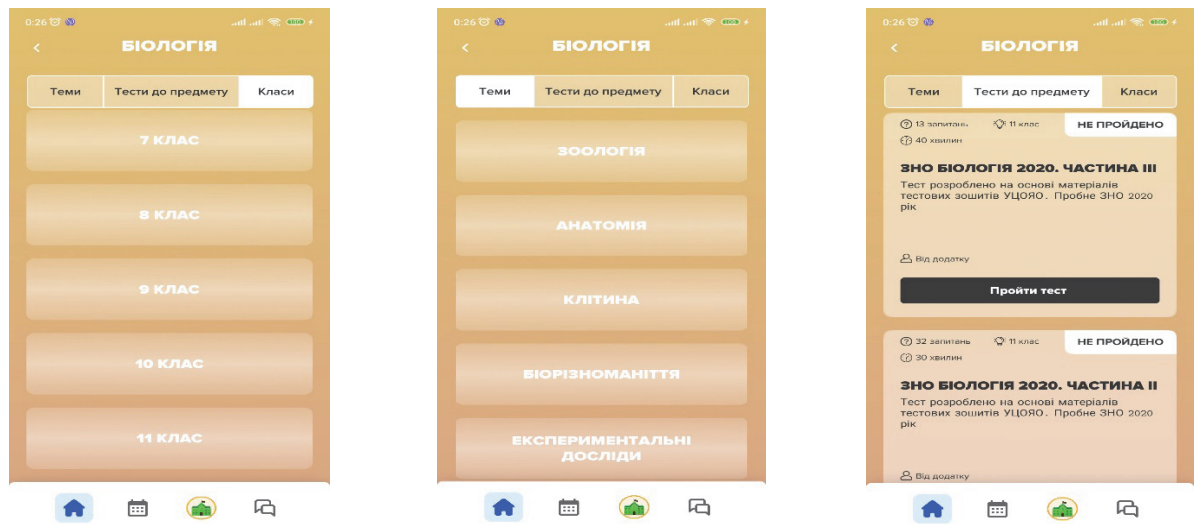 0:26
БІОЛОГІЯ
Теми
Тести до предмету
Класи
7 КЛАС
8 КЛАС
9 КЛАС
10 КЛАС
11 КЛАС
0:26
БІОЛОГІЯ
Теми
Тести до предмету
Класи
ЗООЛОГІЯ
АНАТОМІЯ
КЛІТИНА
БІОРІЗНОМАНІТТЯ
ЕКСПЕРИМЕНТАЛЬНІ
ДОСЛІДИ
0:26
БІОЛОГІЯ
Теми
Тести до предмету
Класи
13 запитань
11 клас
НЕ ПРОЙДЕНО
40 хвилин
ЗНО БІОЛОГІЯ 2020. ЧАСТИНА III
Тест розроблено на основі матеріалів
тестових зошитів УЦОЯО. Пробне ЗНО 2020
рік
Від додатку
Пройти тест
32 запитань
11 клас
НЕ ПРОЙДЕНО
30 хвилин
ЗНО БІОЛОГІЯ 2020. ЧАСТИНА II
Тест розроблено на основі матеріалів
тестових зошитів УЦОЯО. Пробне ЗНО 2020
рік
Від додатку